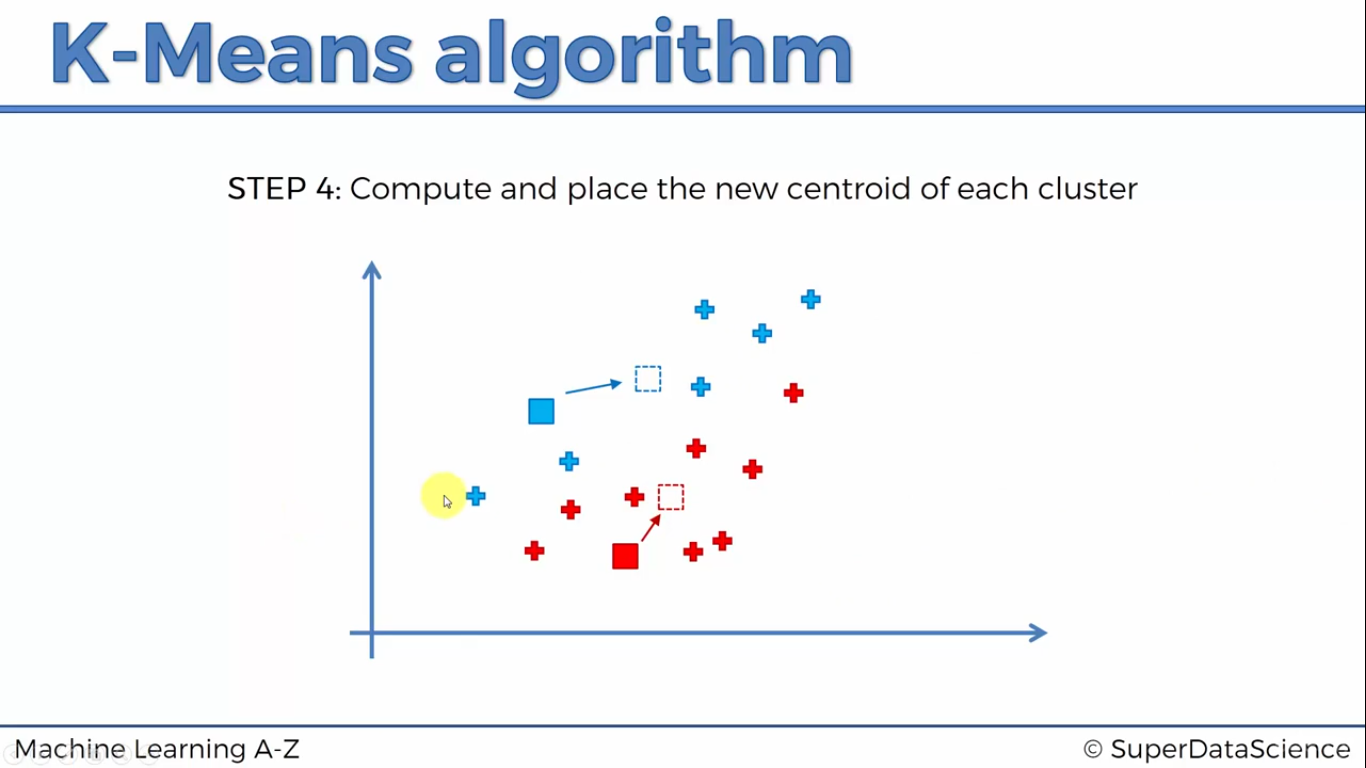 K-Means algorithm
STEP 4: Compute and place the new centroid of each cluster
Machine Learning A-Z
© SuperDataScience